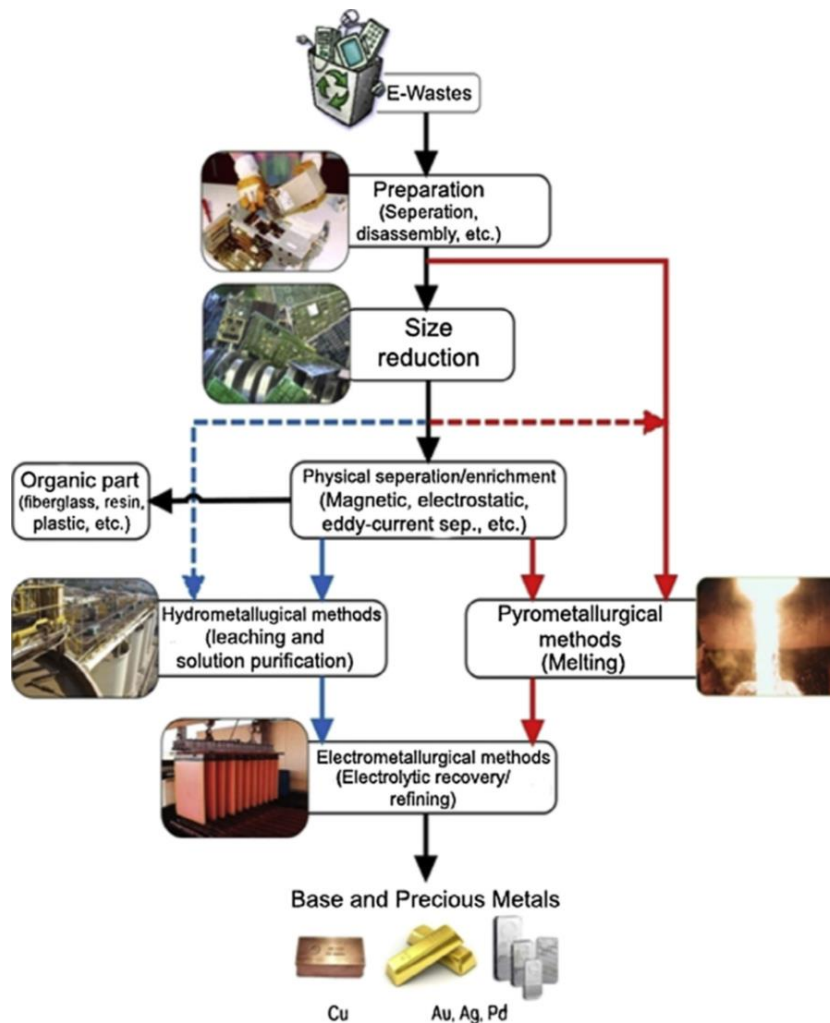 E-Wastes
Preparation
(Seperation,
disassembly, etc.)
Size
reduction
Organic part
(fiberglass, resin,
plastic, etc.)
Physical seperation/enrichment
(Magnetic, electrostatic,
eddy-current sep., etc.)
Hydrometallugical methods
(leaching and
solution purification)
Pyrometallurgical
methods
(Melting)
Electrometallurgical methods
(Electrolytic recovery/
refining)
Base and Precious Metals
Cu
Au, Ag, Pd